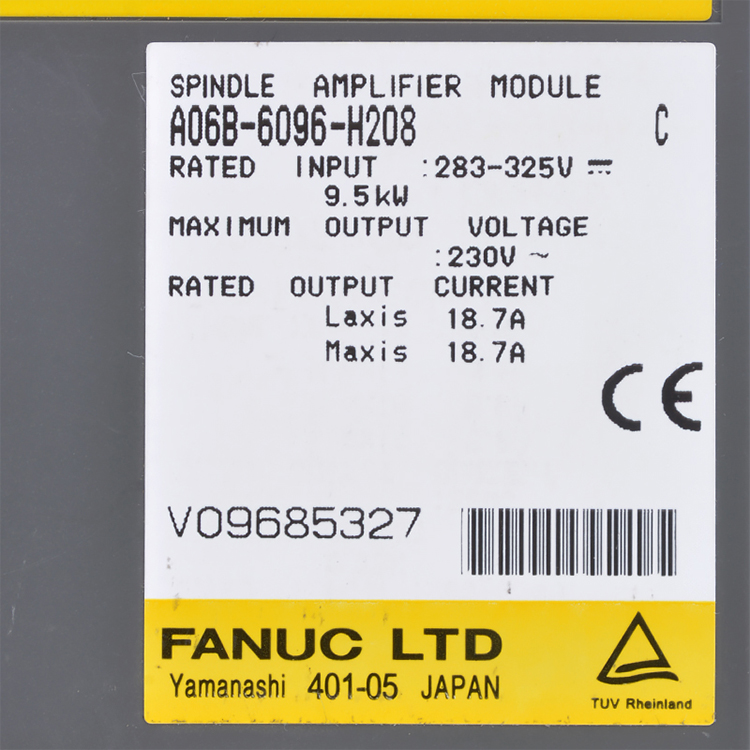 SPINDLE AMPLIFIER MODULE
A06B-6096-H208 C
RATED INPUT :283-325V ⎓
9.5kW
MAXIMUM OUTPUT VOLTAGE
:230V ~
RATED OUTPUT CURRENT
Laxis 18.7A
Maxis 18.7A
CE
V09685327
FANUC LTD
Yamanashi 401-05 JAPAN
TUV Rheinland